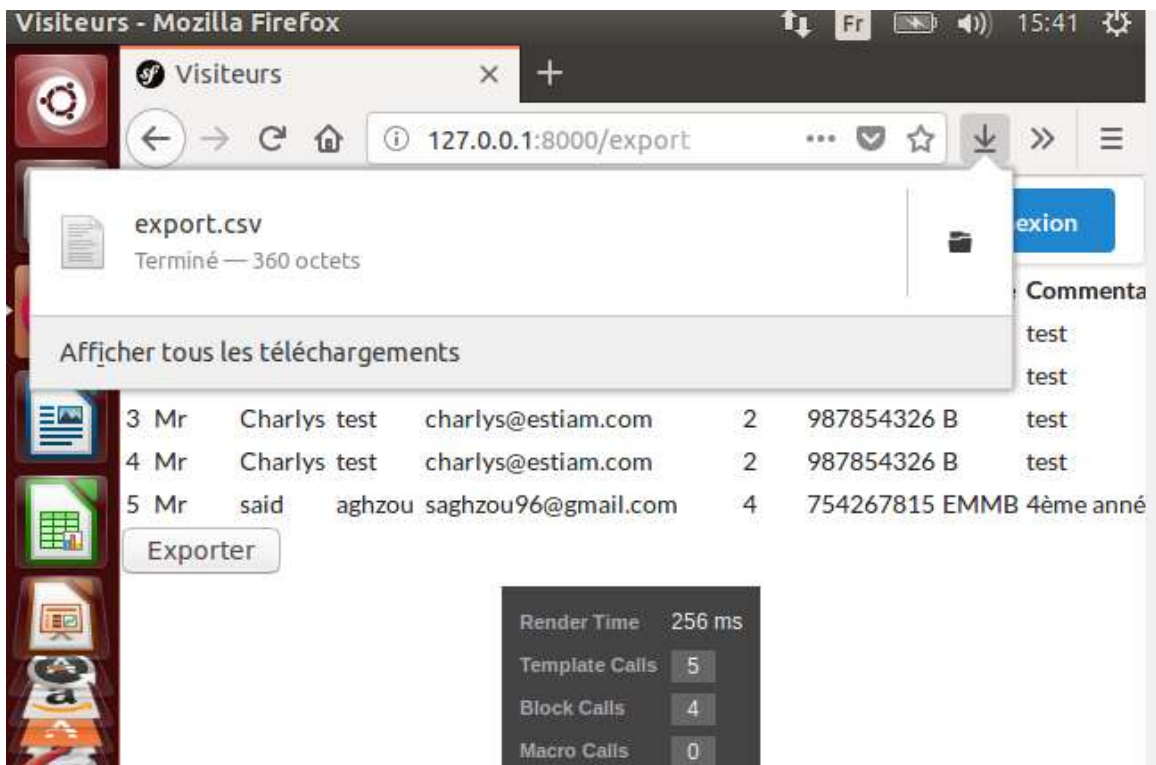 Visiteurs - Mozilla Firefox Fr 15:41
Visiteurs
127.0.0.1:8000/export
export.csv
Terminé — 360 octets
exion
Commenta
Afficher tous les téléchargements
test
test
3 Mr Charlys test charlys@estiam.com 2 987854326 B test
4 Mr Charlys test charlys@estiam.com 2 987854326 B test
5 Mr said aghzou saghzou96@gmail.com 4 754267815 EMMB 4ème anné
Exporter
Render Time 256 ms
Template Calls 5
Block Calls 4
Macro Calls 0